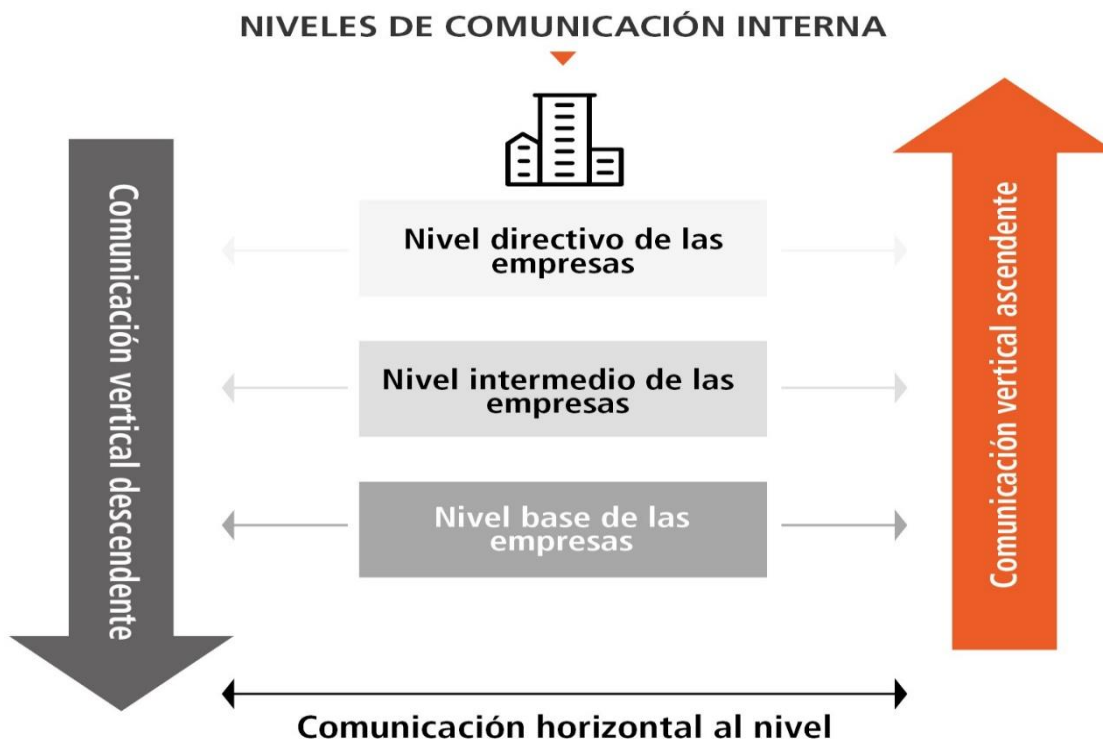 NIVELES DE COMUNICACIÓN INTERNA
Comunicación vertical descendente
Nivel directivo de las
empresas
Nivel intermedio de las
empresas
Nivel base de las
empresas
Comunicación vertical ascendente
Comunicación horizontal al nivel